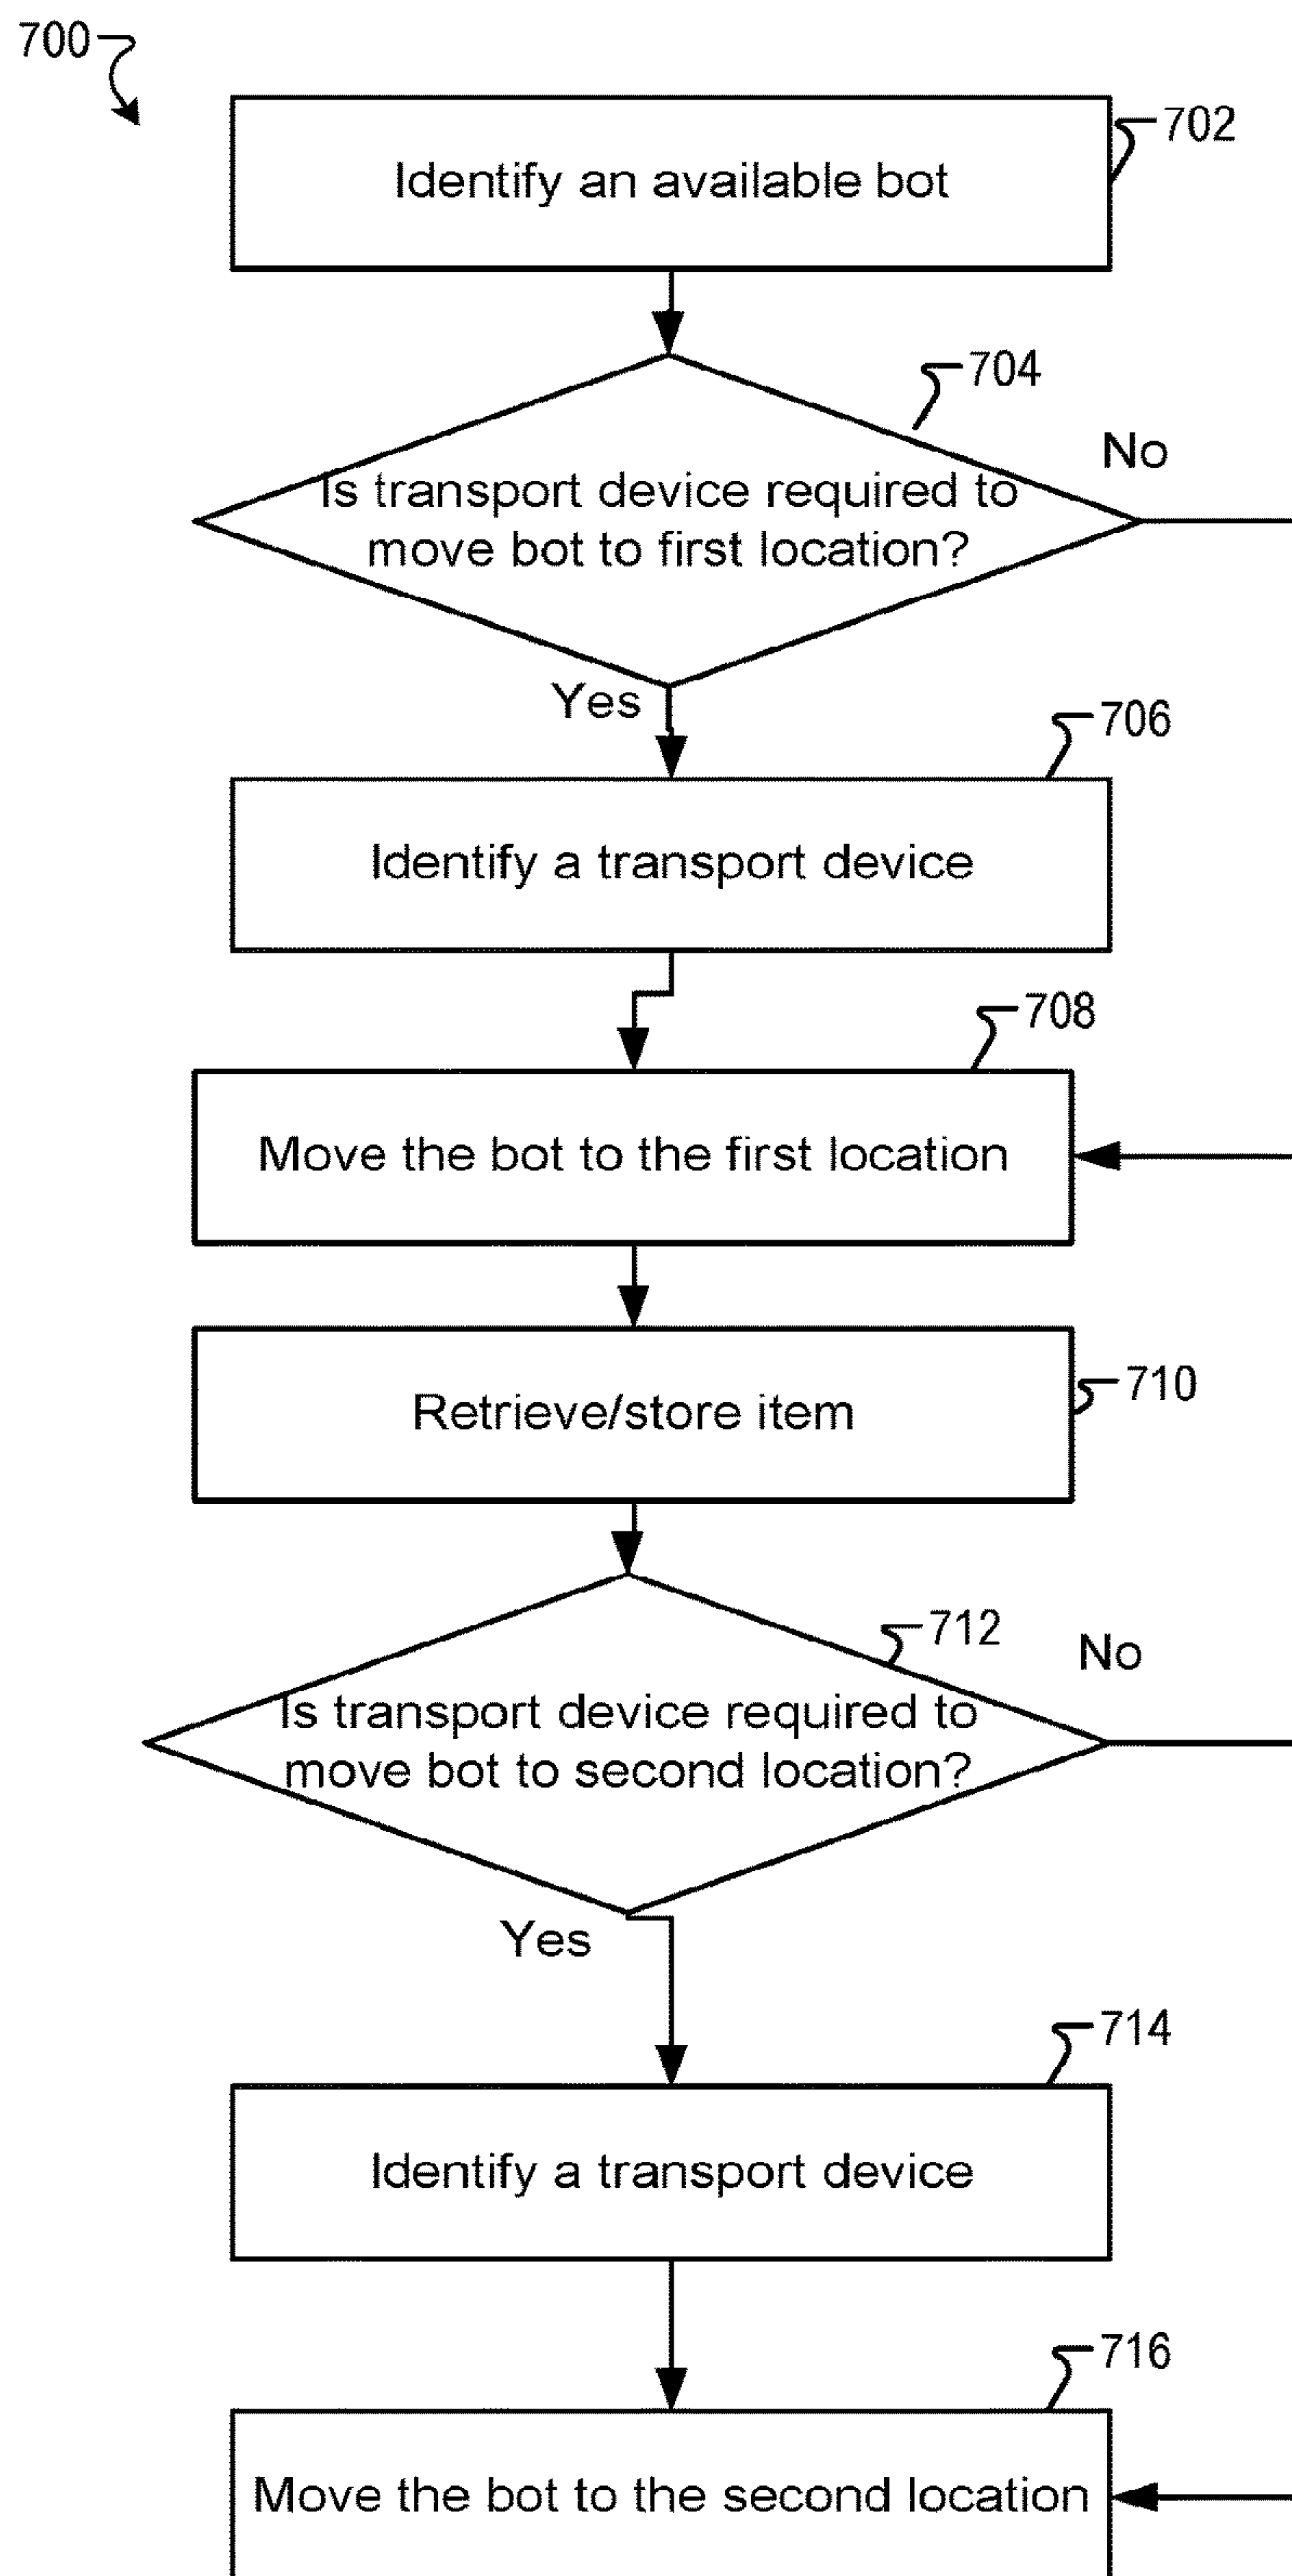 700
702
Identify an available bot
704
No
Is transport device required to
move bot to first location?
Yes
706
Identify a transport device
708
Move the bot to the first location
710
Retrieve/store item
712
No
Is transport device required to
move bot to second location?
Yes
714
Identify a transport device
716
Move the bot to the second location